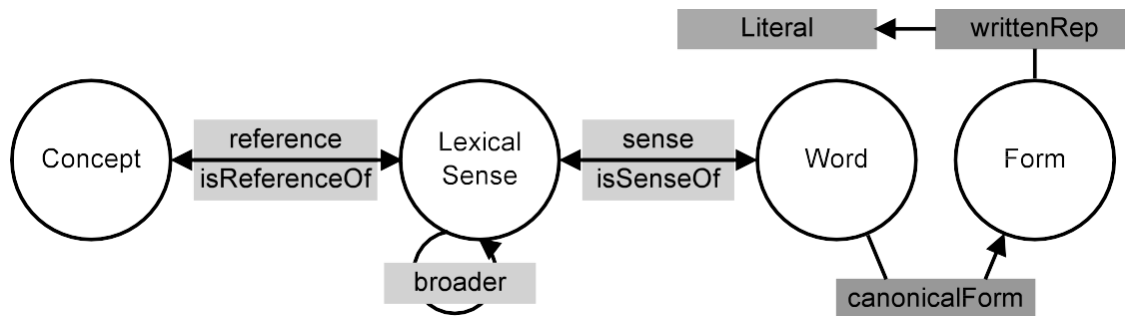 Literal
writtenRep
Concept
reference
isReferenceOf
Lexical
Sense
sense
isSenseOf
Word
Form
broader
canonicalForm